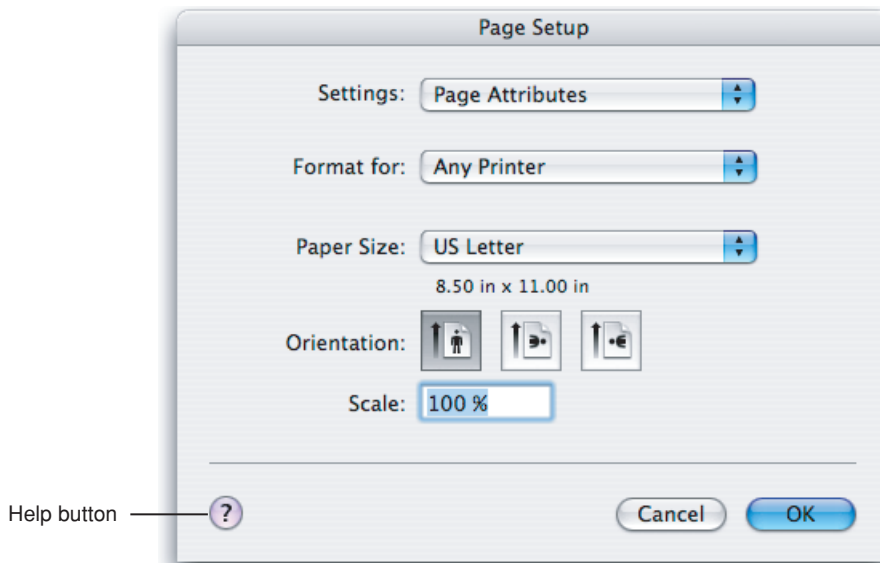 Page Setup
Settings: Page Attributes
Format for: Any Printer
Paper Size: US Letter
8.50 in x 11.00 in
Orientation:
Scale: 100 %
Help button ? Cancel OK